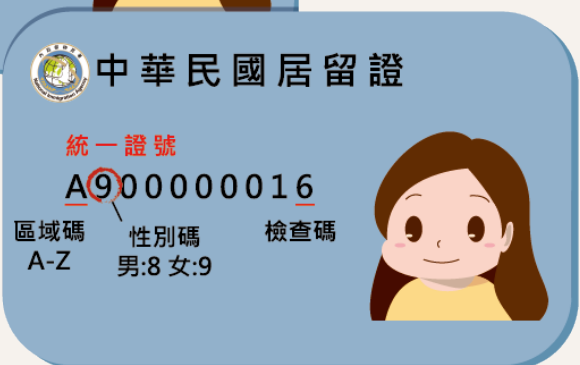 中華民國居留證
統一證號
A900000016
區域碼 性別碼 檢查碼
A-Z 男:8 女:9